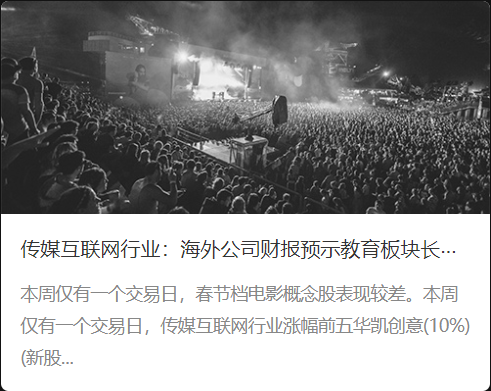 传媒互联网行业：海外公司财报预示教育板块长…
本周仅有一个交易日，春节档电影概念股表现较差。本周
仅有一个交易日，传媒互联网行业涨幅前五华凯创意(10%)
(新股...